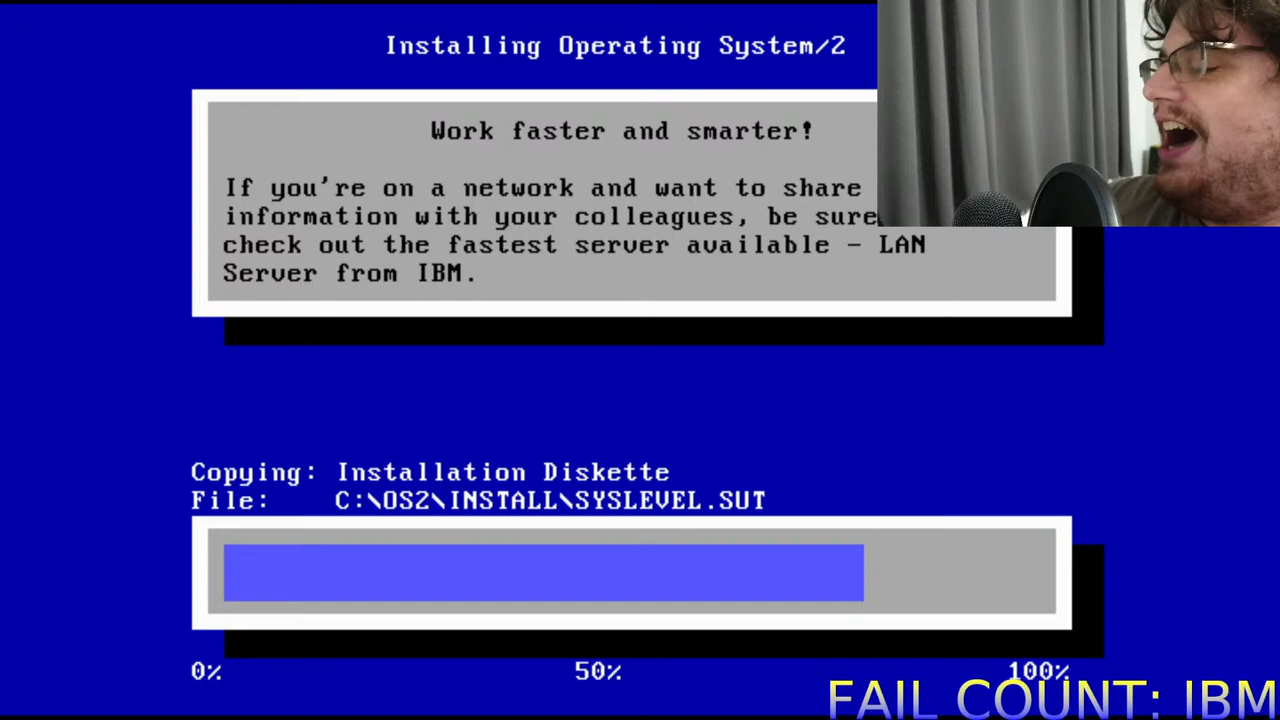 Installing Operating System/2
Work faster and smarter!
If you're on a network and want to share
information with your colleagues, be sure
check out the fastest server available - LAN
Server from IBM.
Copying: Installation Diskette
File: C:\OS2\INSTALL\SYSLEVEL.SUT
0% 50% 100%
FAIL COUNT: IBM